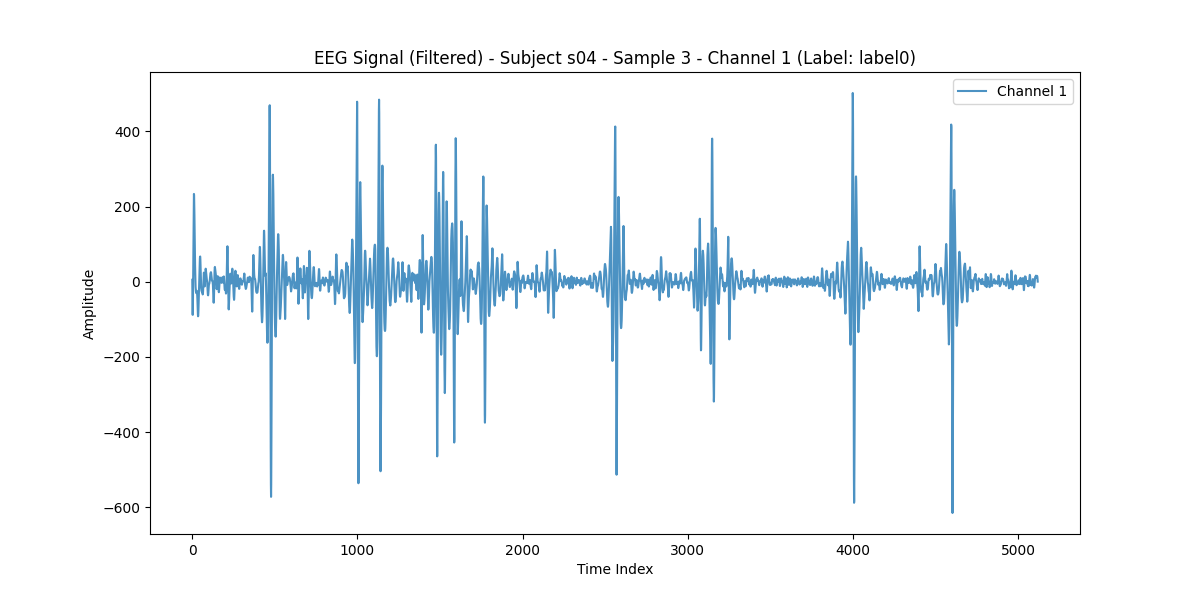 EEG Signal (Filtered) - Subject s04 - Sample 3 - Channel 1 (Label: label0)
Channel 1
400
200
0
−200
−400
−600
Amplitude
0 1000 2000 3000 4000 5000
Time Index